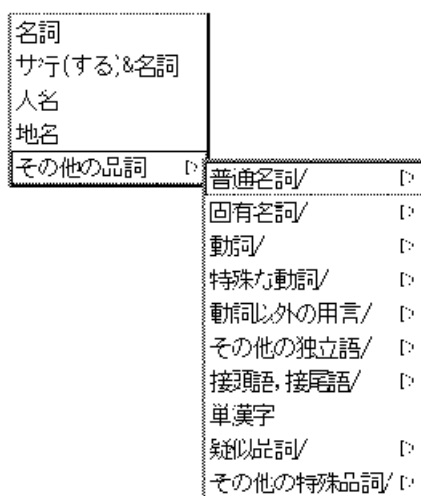 名詞
サ行(する)&名詞
人名
地名
その他の品詞
普通名詞/
固有名詞/
動詞/
特殊な動詞/
動詞以外の用言/
その他の独立語/
接頭語,接尾語/
単漢字
疑似品詞/
その他の特殊品詞/